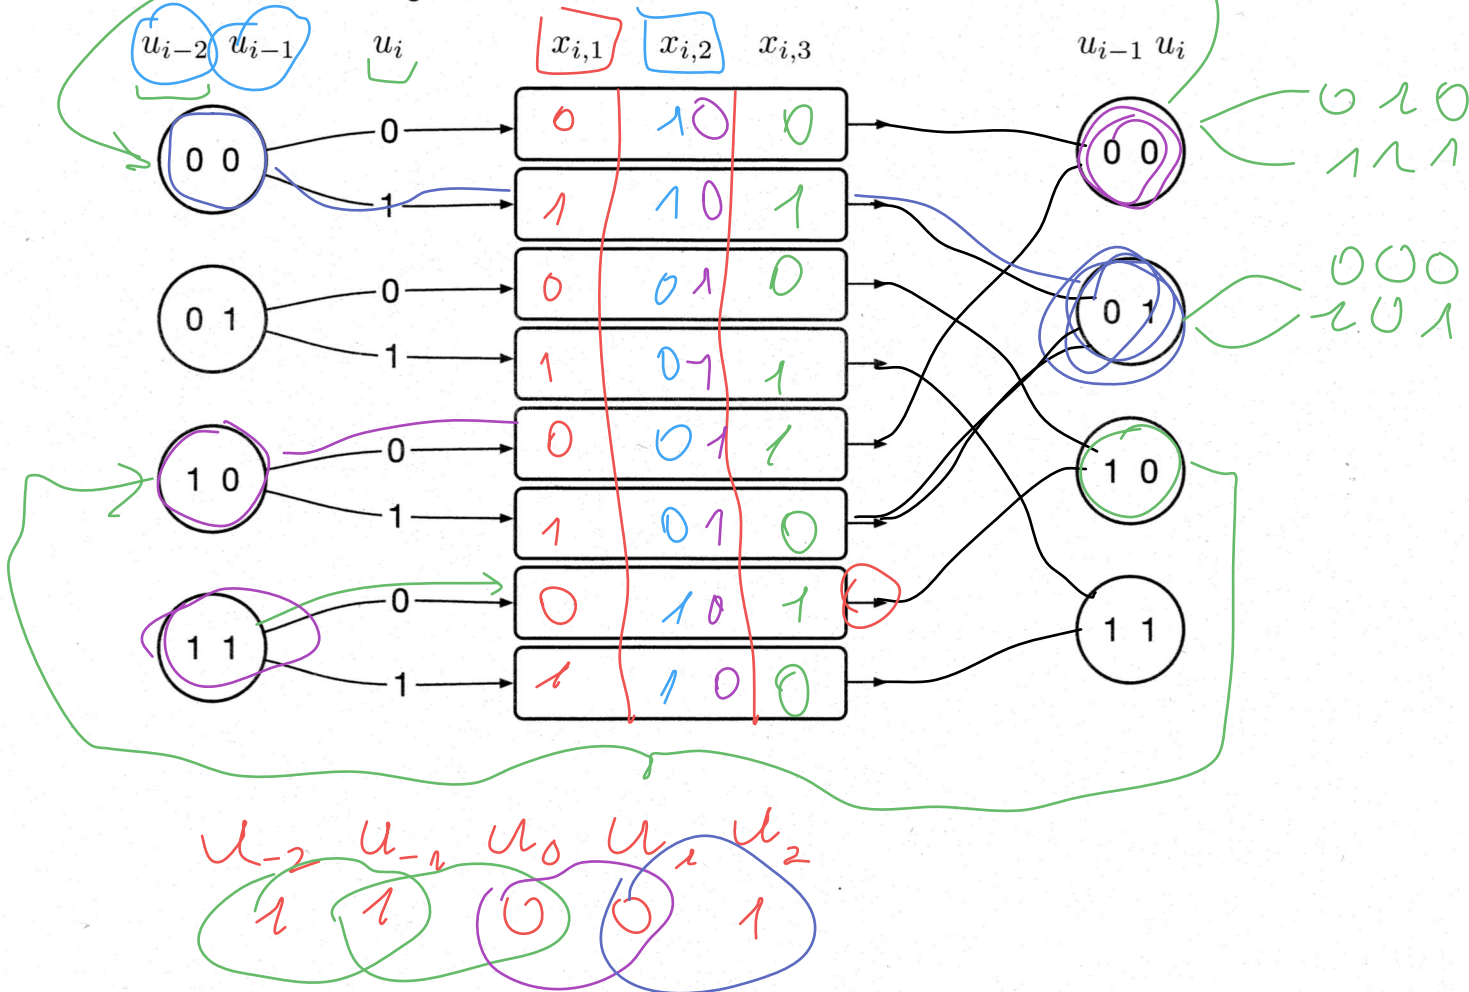 u_{i-2} u_{i-1} u_i x_{i,1} x_{i,2} x_{i,3} u_{i-1} u_i
0 0 0 0 1 0 0 0 0 0 1 0
1 1 1 0 1 1 1 1
0 1 0 0 0 1 0 0 1 0 0 0
1 1 0 1 1 1 0 1
1 0 0 0 0 1 1 1 0
1 1 0 1 0
1 1 0 0 1 0 1 1 1
1 1 1 0 0
u_{-2} u_{-1} u_0 u_1 u_2
1 1 0 0 1